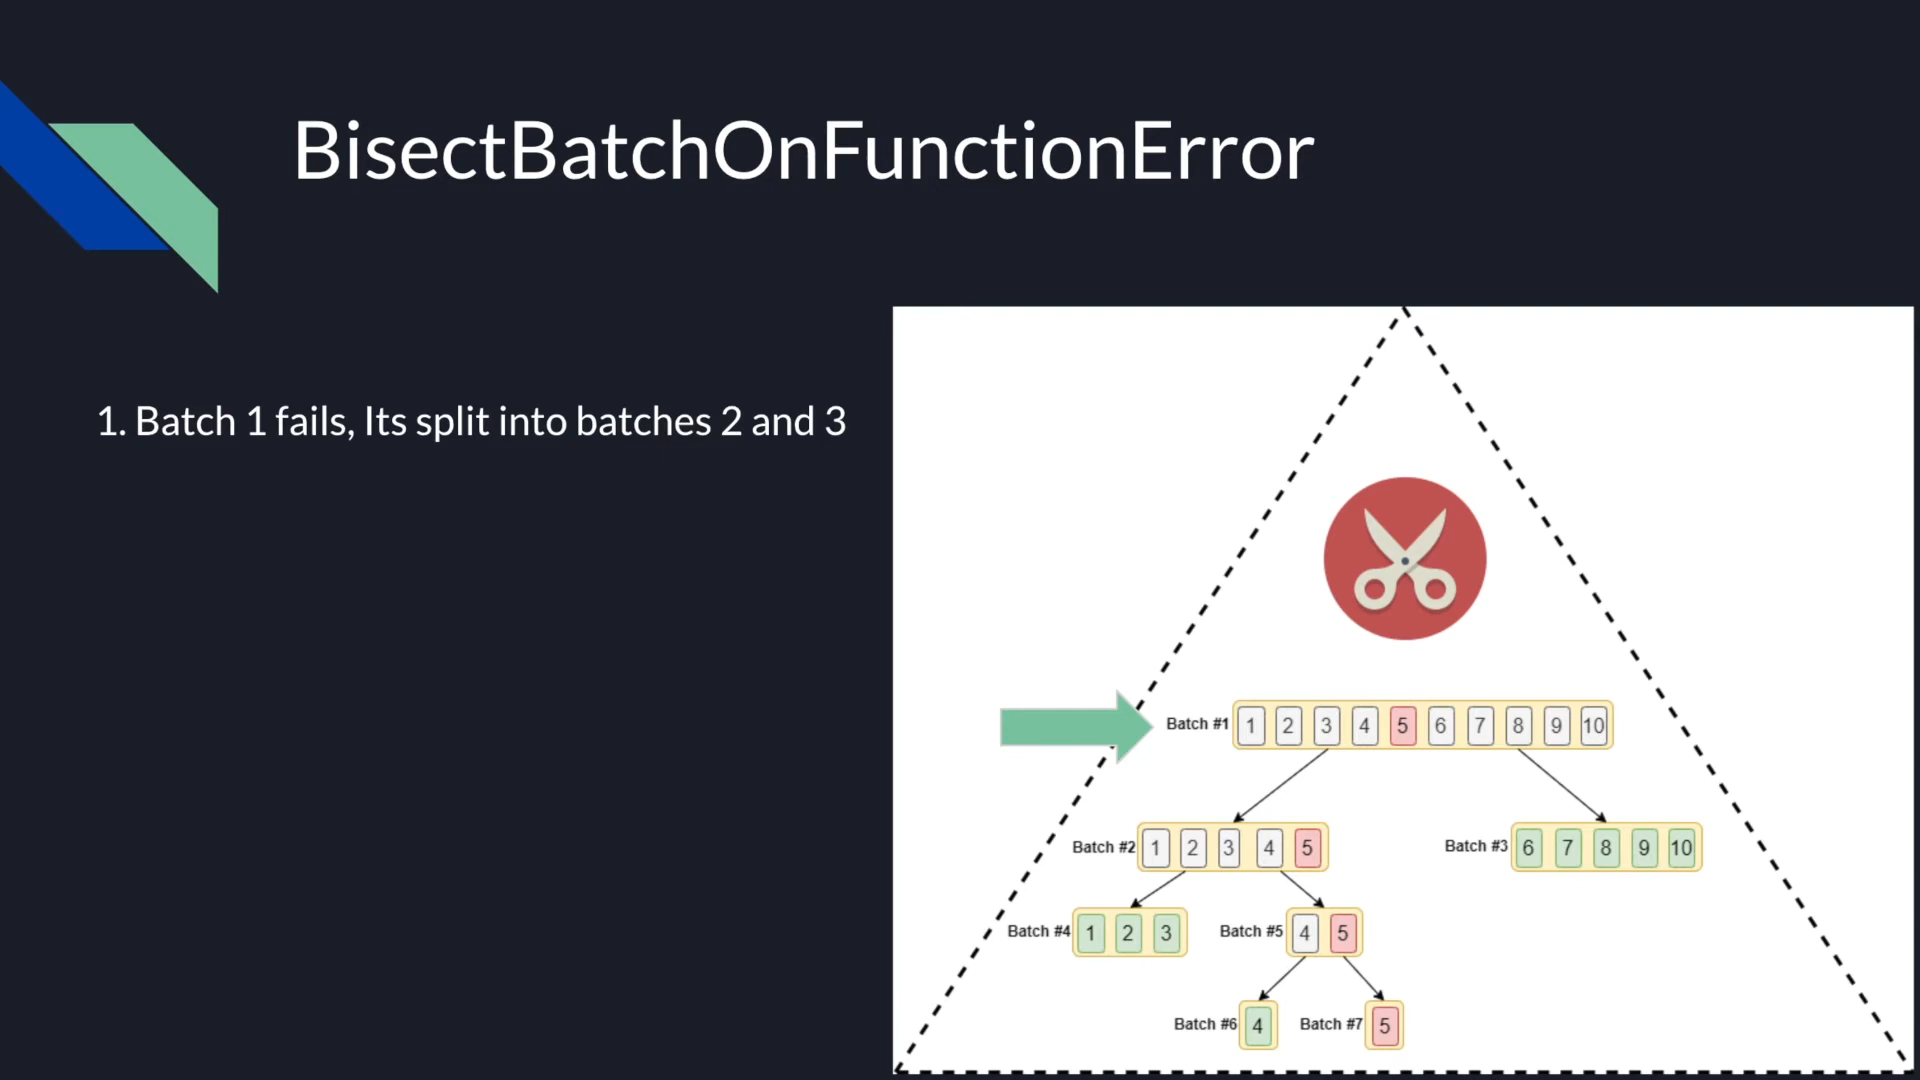 BisectBatchOnFunctionError
1. Batch 1 fails, Its split into batches 2 and 3
Batch #1 1 2 3 4 5 6 7 8 9 10
Batch #2 1 2 3 4 5
Batch #3 6 7 8 9 10
Batch #4 1 2 3
Batch #5 4 5
Batch #6 4
Batch #7 5